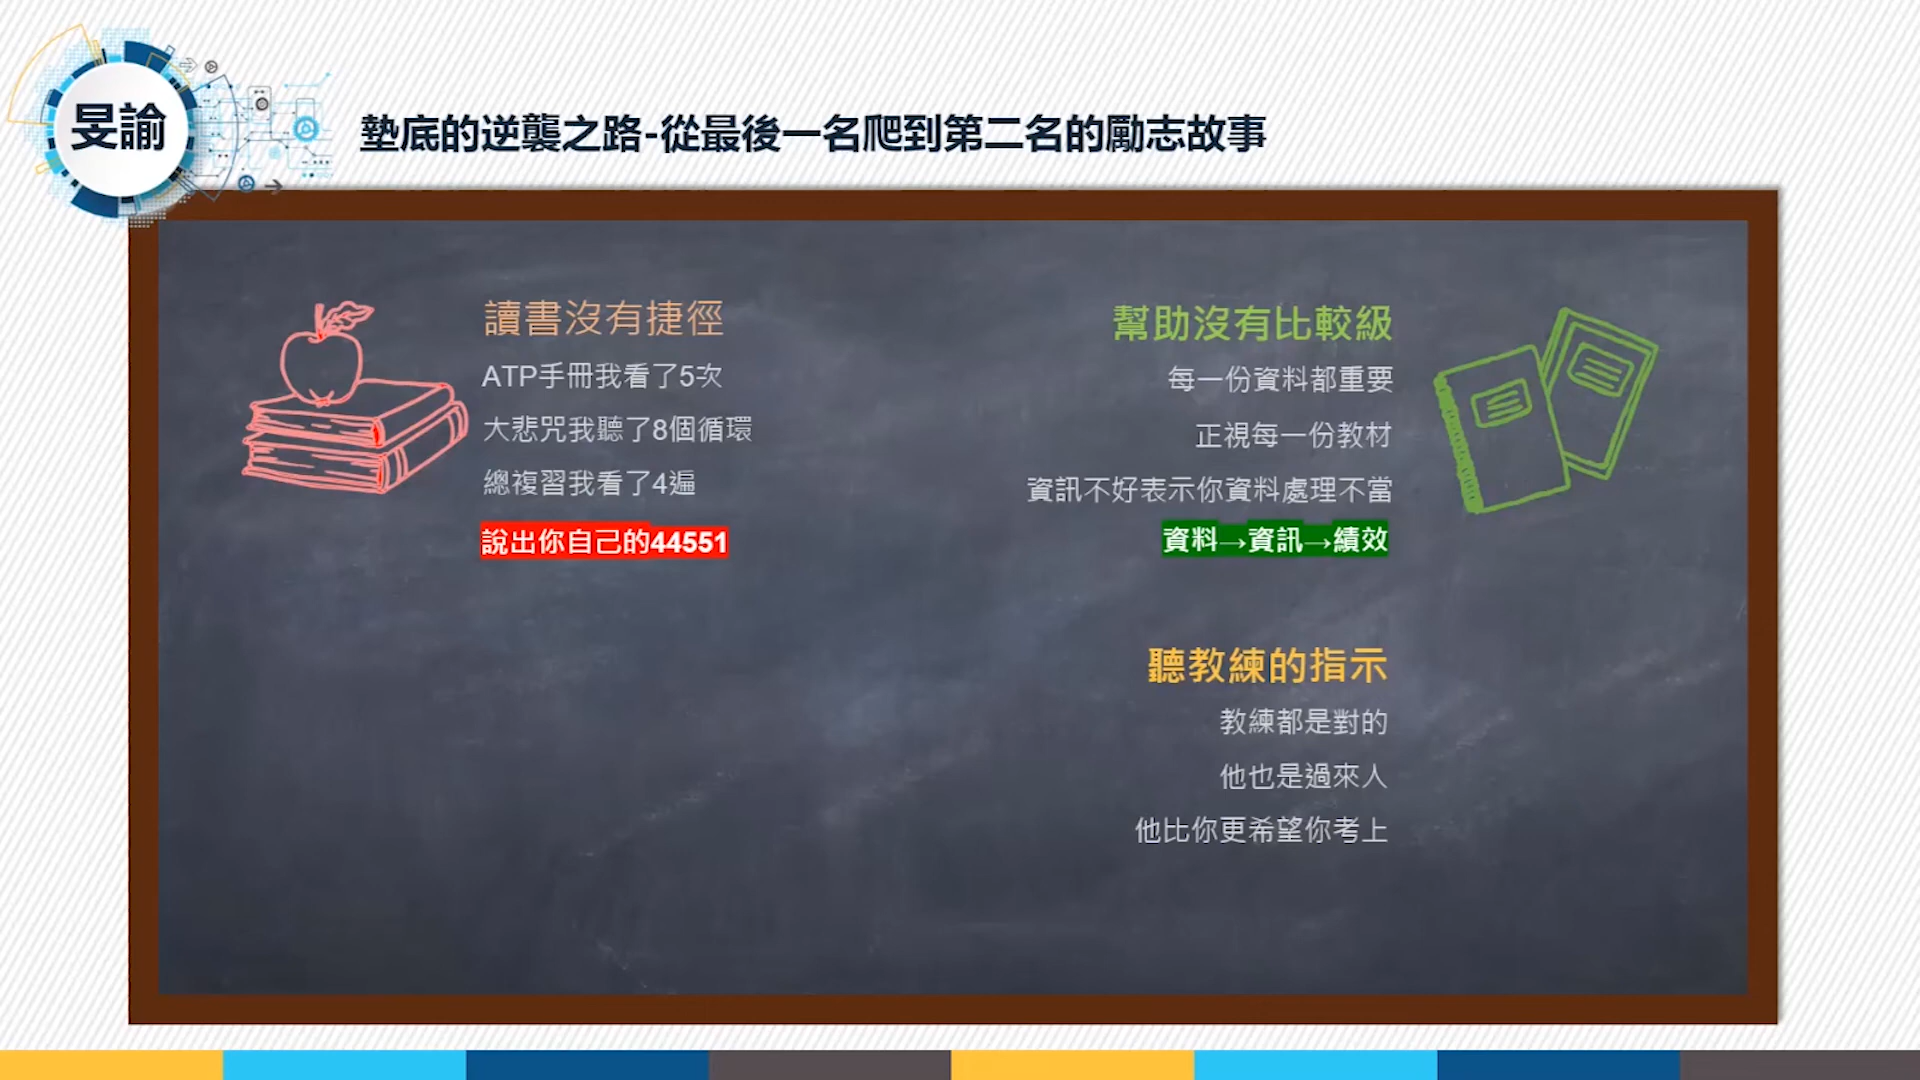 旻諭
墊底的逆襲之路-從最後一名爬到第二名的勵志故事
讀書沒有捷徑
ATP手冊我看了5次
大悲咒我聽了8個循環
總複習我看了4遍
說出你自己的44551
幫助沒有比較級
每一份資料都重要
正視每一份教材
資訊不好表示你資料處理不當
資料→資訊→績效
聽教練的指示
教練都是對的
他也是過來人
他比你更希望你考上